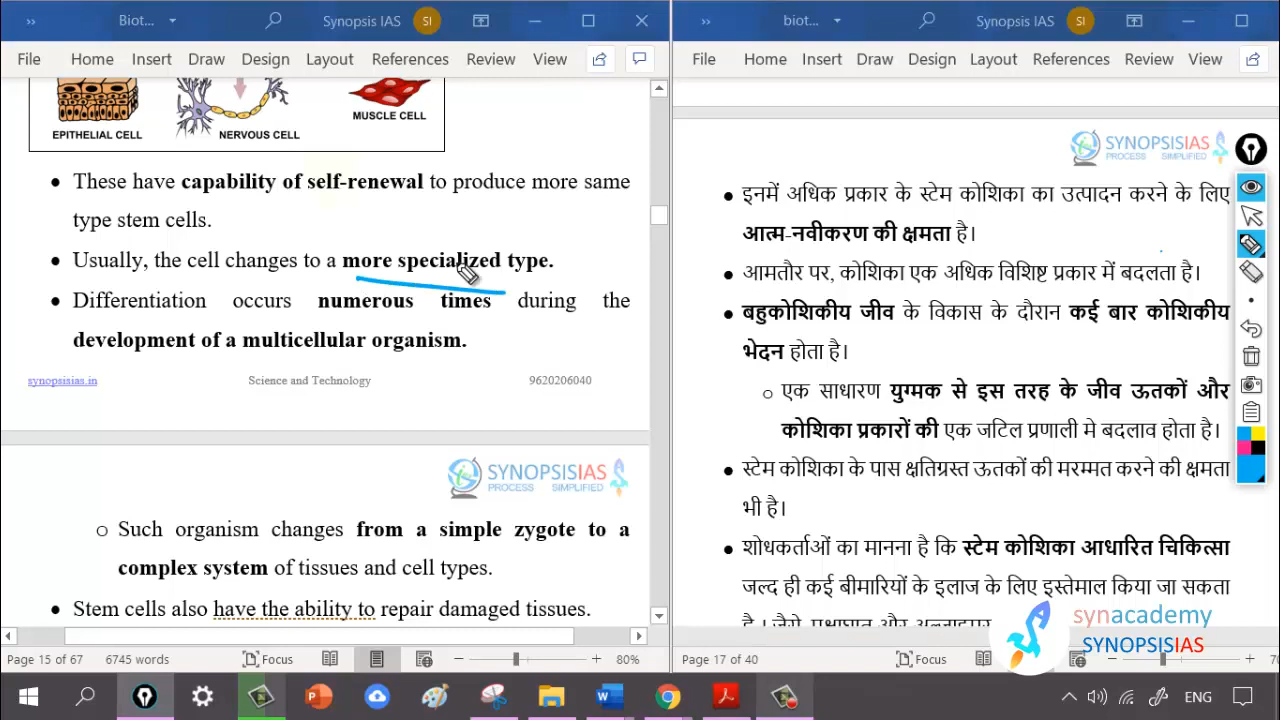 Biot...
Synopsis IAS
SI
File Home Insert Draw Design Layout References Review View
EPITHELIAL CELL
NERVOUS CELL
MUSCLE CELL
These have capability of self-renewal to produce more same
type stem cells.
Usually, the cell changes to a more specialized type.
Differentiation occurs numerous times during the
development of a multicellular organism.
synopsisias.in Science and Technology 9620206040
SYNOPSISIAS
PROCESS SIMPLIFIED
Such organism changes from a simple zygote to a
complex system of tissues and cell types.
Stem cells also have the ability to repair damaged tissues.
Page 15 of 67 6745 words Focus 80%
biot...
Synopsis IAS
SI
File Home Insert Draw Design Layout References Review View
SYNOPSISIAS
PROCESS SIMPLIFIED
इनमें अधिक प्रकार के स्टेम कोशिका का उत्पादन करने के लिए
आत्म-नवीकरण की क्षमता है।
आमतौर पर, कोशिका एक अधिक विशिष्ट प्रकार में बदलता है।
बहुकोशिकीय जीव के विकास के दौरान कई बार कोशिकीय
भेदन होता है।
एक साधारण युग्मक से इस तरह के जीव ऊतकों और
कोशिका प्रकारों की एक जटिल प्रणाली मे बदलाव होता है।
स्टेम कोशिका के पास क्षतिग्रस्त ऊतकों की मरम्मत करने की क्षमता
भी है।
शोधकर्ताओं का मानना है कि स्टेम कोशिका आधारित चिकित्सा
जल्द ही कई बीमारियों के इलाज के लिए इस्तेमाल किया जा सकता
synacademy
SYNOPSISIAS
Page 17 of 40 Focus
ENG